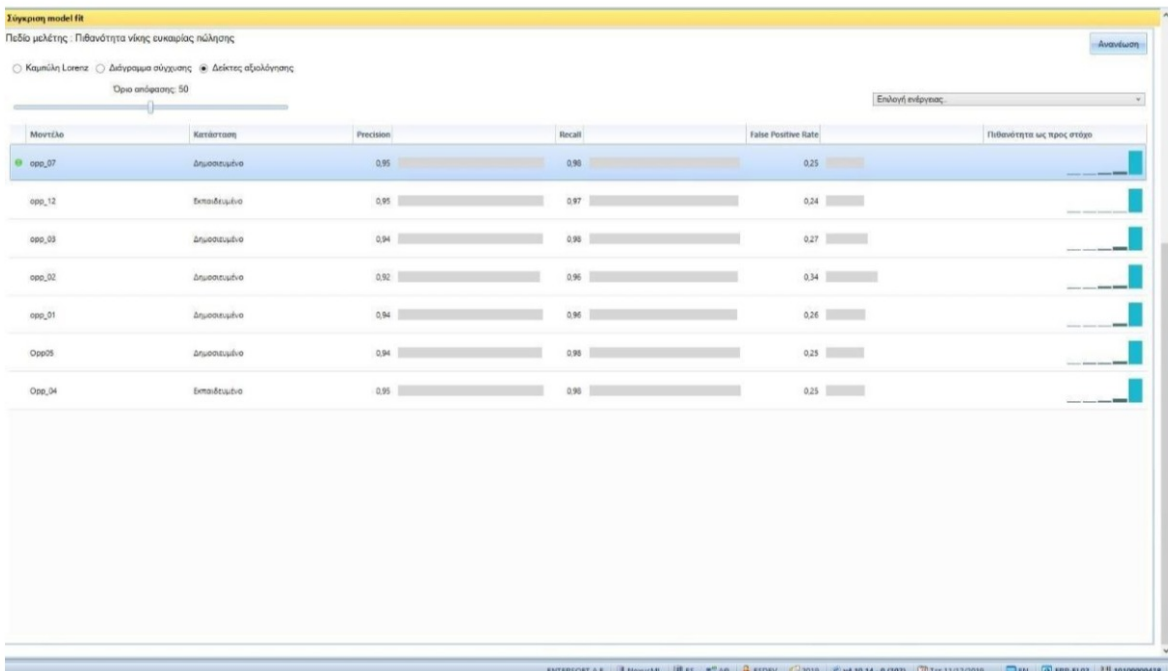 Σύγκριση model fit
Πεδίο μελέτης : Πιθανότητα νίκης ευκαιρίας πώλησης
Ανανέωση
Καμπύλη Lorenz Διάγραμμα σύγχυσης Δείκτες αξιολόγησης
Όριο απόφασης: 50
Επιλογή ενέργειας..
Μοντέλο Κατάσταση Precision Recall False Positive Rate Πιθανότητα ως προς στόχο
opp_07 Δημοσιευμένο 0,95 0,98 0,25
opp_12 Εκπαιδευμένο 0,95 0,97 0,24
opp_03 Δημοσιευμένο 0,94 0,98 0,27
opp_02 Δημοσιευμένο 0,92 0,96 0,34
opp_01 Δημοσιευμένο 0,94 0,96 0,26
Opp05 Δημοσιευμένο 0,94 0,98 0,25
Opp_04 Εκπαιδευμένο 0,95 0,98 0,25
ENTERSOFT A.E. ESDEV 2019